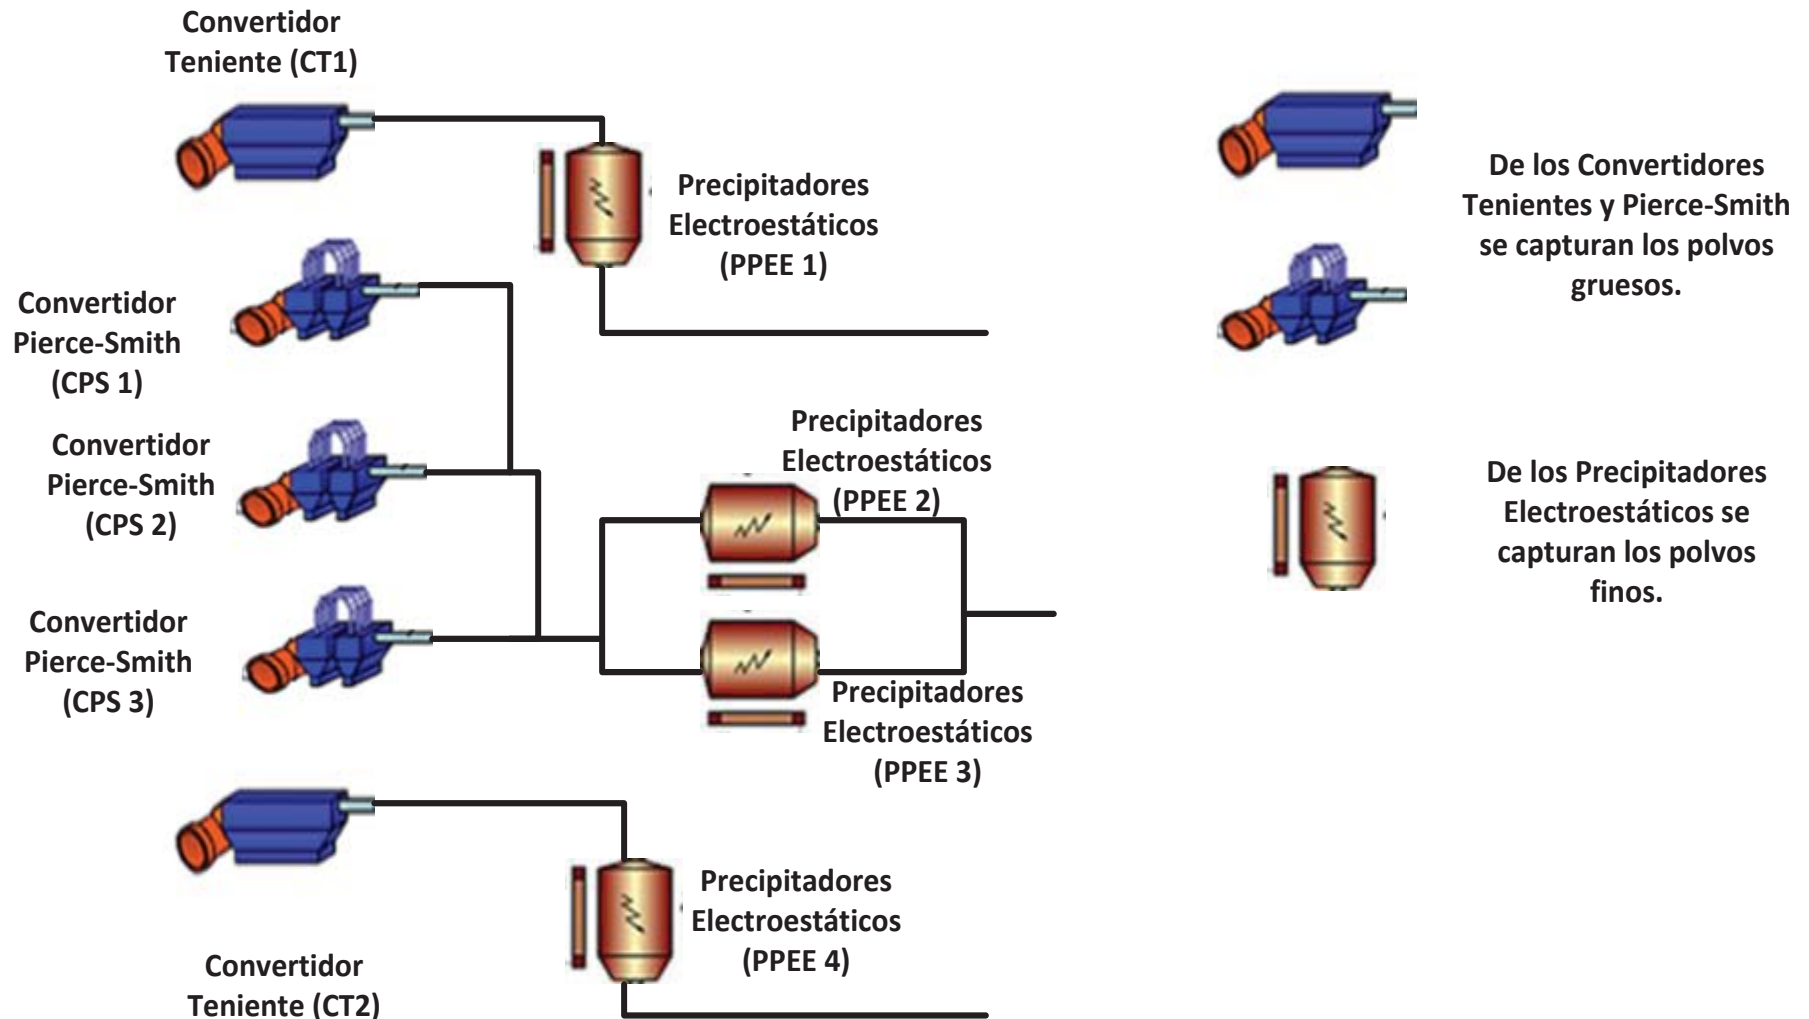 Convertidor
Teniente (CT1)
Precipitadores
Electroestáticos
(PPEE 1)
Convertidor
Pierce-Smith
(CPS 1)
Convertidor
Pierce-Smith
(CPS 2)
Precipitadores
Electroestáticos
(PPEE 2)
Convertidor
Pierce-Smith
(CPS 3)
Precipitadores
Electroestáticos
(PPEE 3)
Precipitadores
Electroestáticos
(PPEE 4)
Convertidor
Teniente (CT2)
De los Convertidores
Tenientes y Pierce-Smith
se capturan los polvos
gruesos.
De los Precipitadores
Electroestáticos se
capturan los polvos
finos.